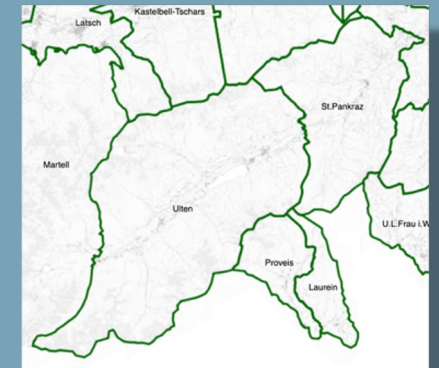 Kastelbell-Tschars
Latsch
St.Pankraz
Martell
Ulten
U.L.Frau i.W
Proveis
Laurein